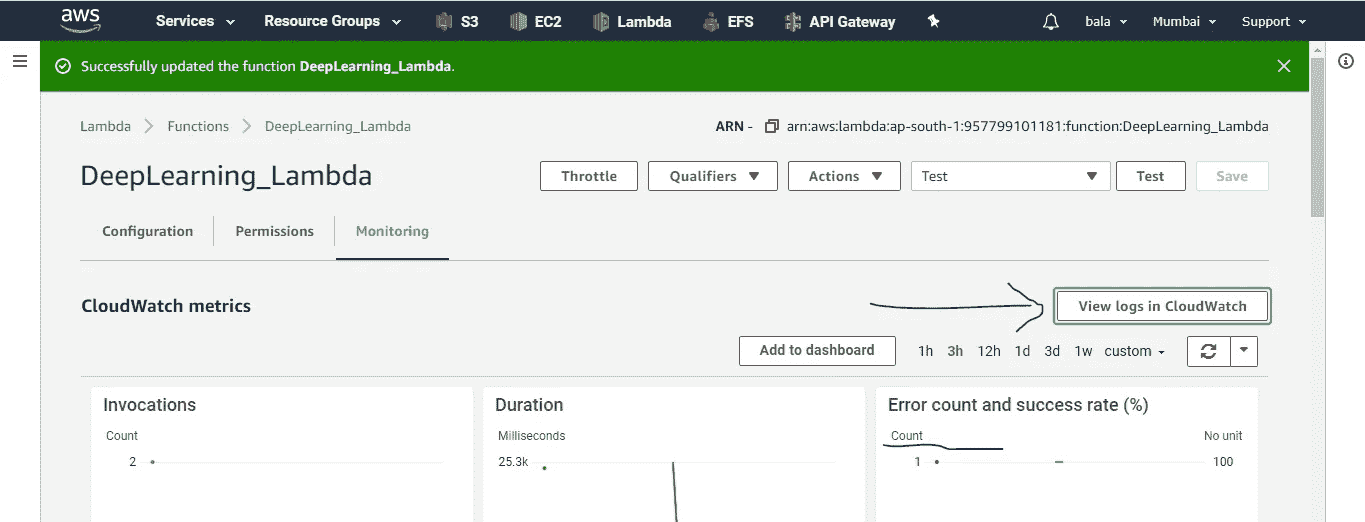 aws Services Resource Groups S3 EC2 Lambda EFS API Gateway bala Mumbai Support
Successfully updated the function DeepLearning_Lambda.
Lambda Functions DeepLearning_Lambda ARN - arn:aws:lambda:ap-south-1:957799101181:function:DeepLearning_Lambda
DeepLearning_Lambda Throttle Qualifiers Actions Test Test Save
Configuration Permissions Monitoring
CloudWatch metrics View logs in CloudWatch
Add to dashboard 1h 3h 12h 1d 3d 1w custom
Invocations Duration Error count and success rate (%)
Count Milliseconds Count No unit
2 25.3k 1 100